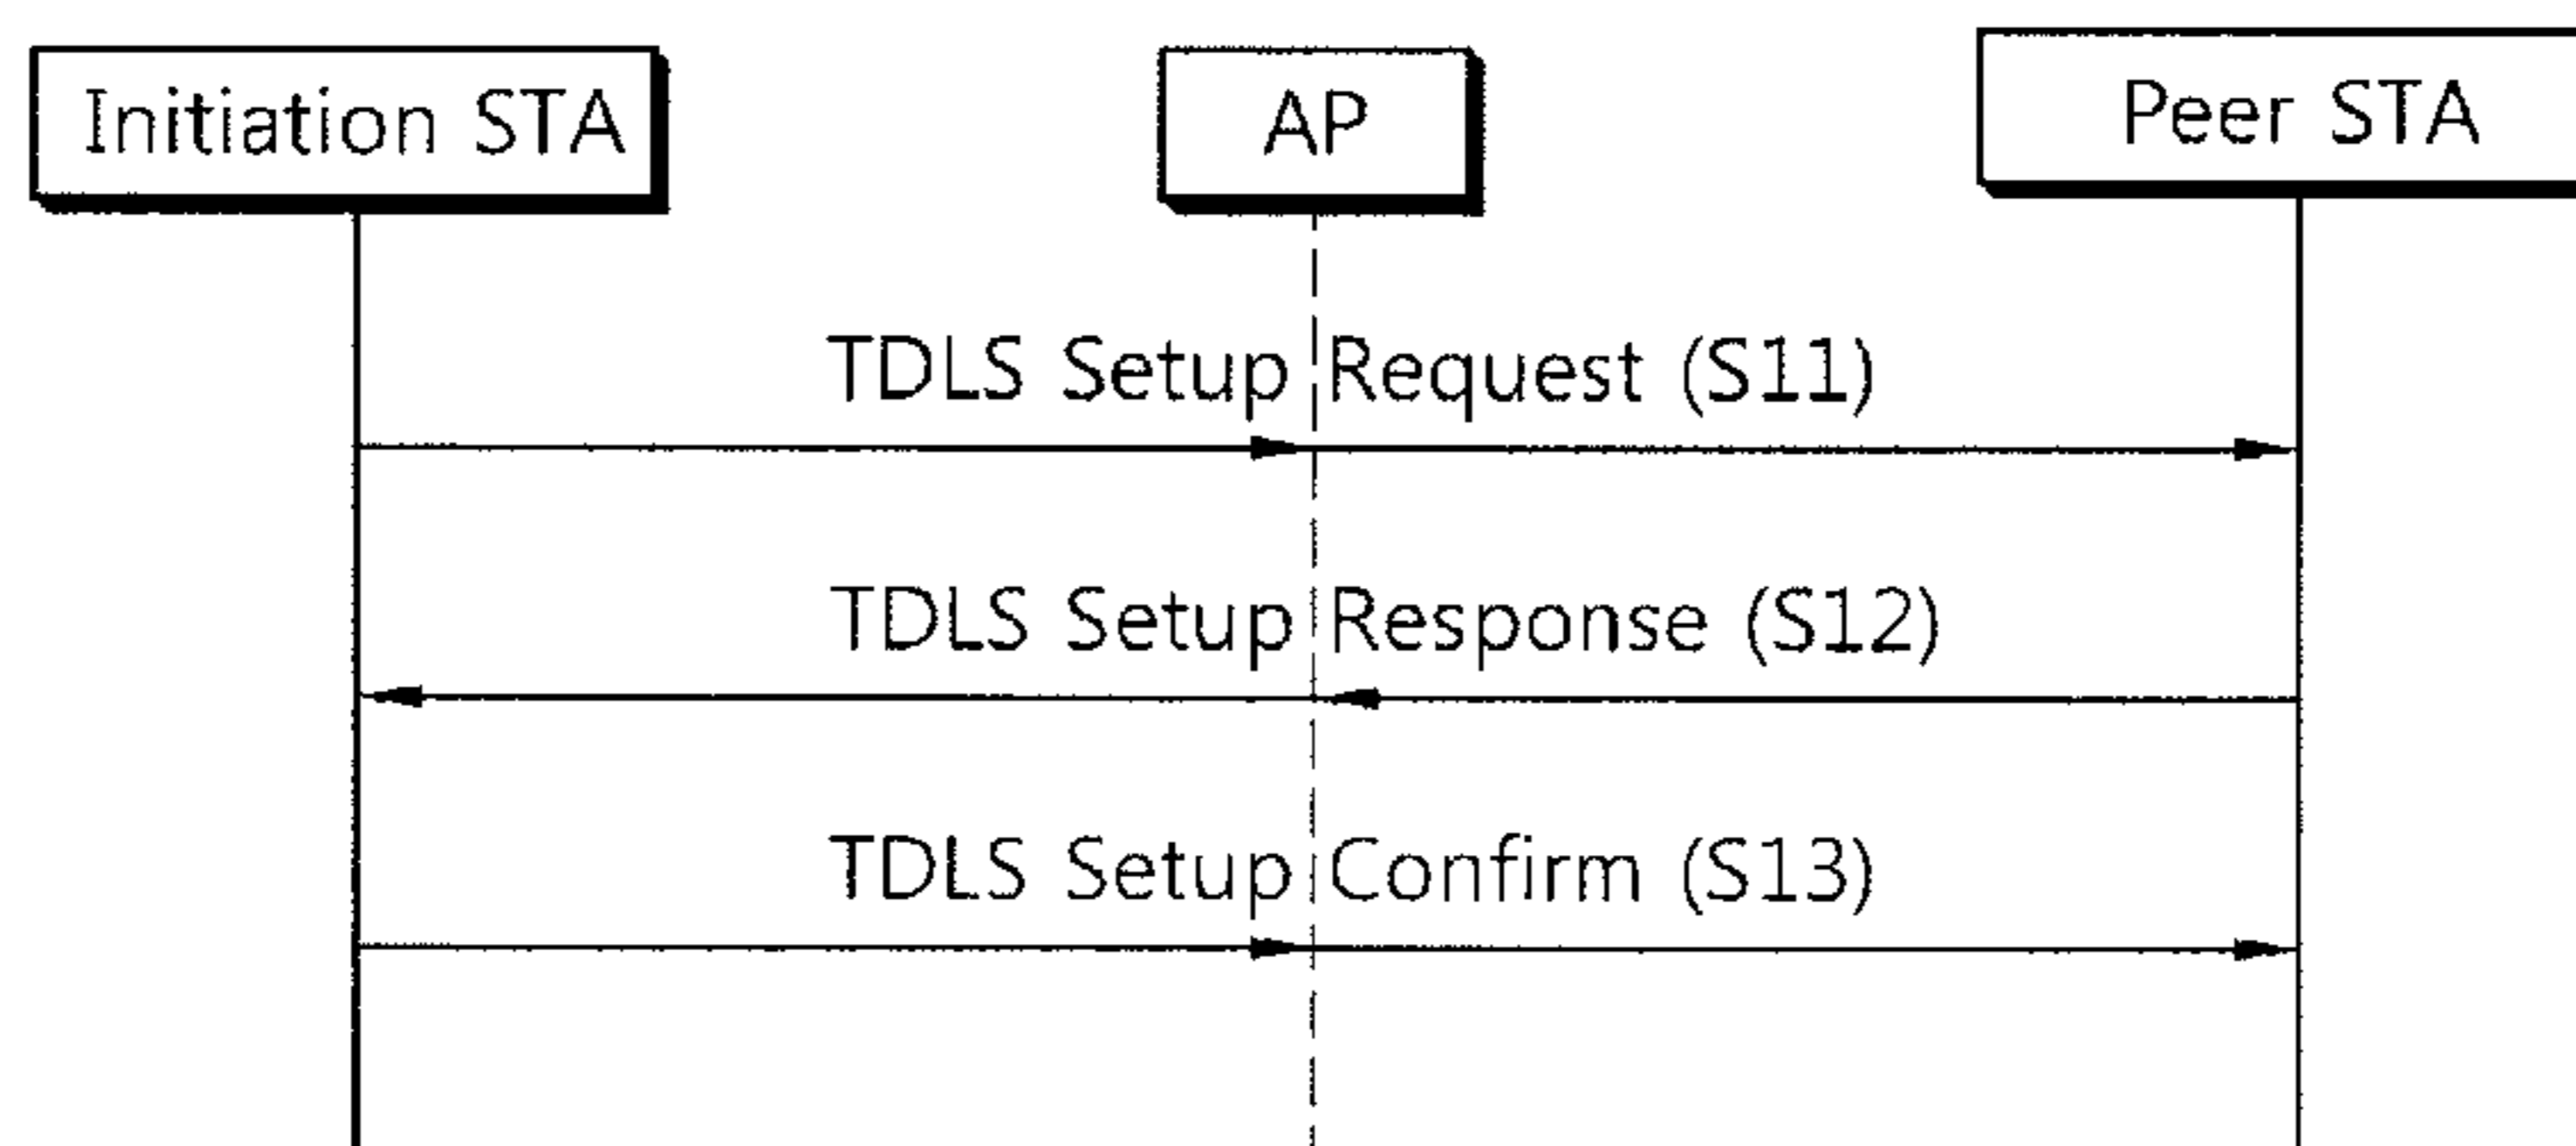 Initiation STA
AP
Peer STA
TDLS Setup Request (S11)
TDLS Setup Response (S12)
TDLS Setup Confirm (S13)